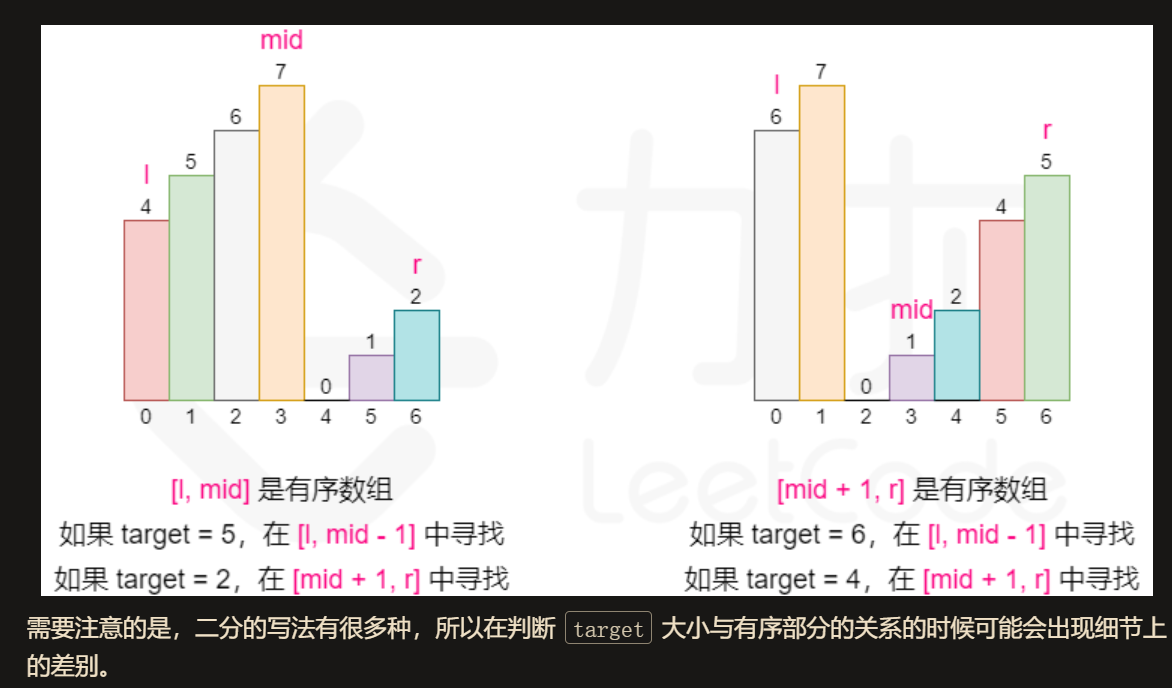 mid
7
6
5
l
4
r
2
1
0
0 1 2 3 4 5 6
[l, mid] 是有序数组
如果 target = 5，在 [l, mid - 1] 中寻找
如果 target = 2，在 [mid + 1, r] 中寻找
l
7
6
r
5
4
mid
2
1
0
0 1 2 3 4 5 6
[mid + 1, r] 是有序数组
如果 target = 6，在 [l, mid - 1] 中寻找
如果 target = 4，在 [mid + 1, r] 中寻找
力扣
LeetCode
需要注意的是，二分的写法有很多种，所以在判断 target 大小与有序部分的关系的时候可能会出现细节上
的差别。